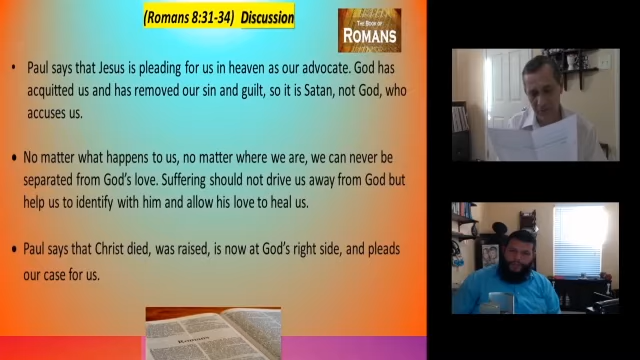 (Romans 8:31-34) Discussion
THE BOOK OF
ROMANS
• Paul says that Jesus is pleading for us in heaven as our advocate. God has
acquitted us and has removed our sin and guilt, so it is Satan, not God, who
accuses us.
• No matter what happens to us, no matter where we are, we can never be
separated from God's love. Suffering should not drive us away from God but
help us to identify with him and allow his love to heal us.
• Paul says that Christ died, was raised, is now at God's right side, and pleads
our case for us.
Romans